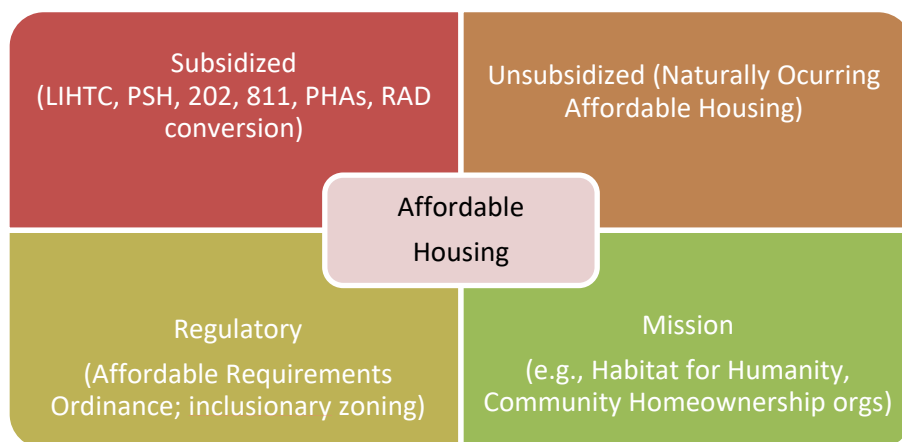 Subsidized
(LIHTC, PSH, 202, 811, PHAs, RAD
conversion)
Unsubsidized (Naturally Ocurring
Affordable Housing)
Affordable
Housing
Regulatory
(Affordable Requirements
Ordinance; inclusionary zoning)
Mission
(e.g., Habitat for Humanity,
Community Homeownership orgs)